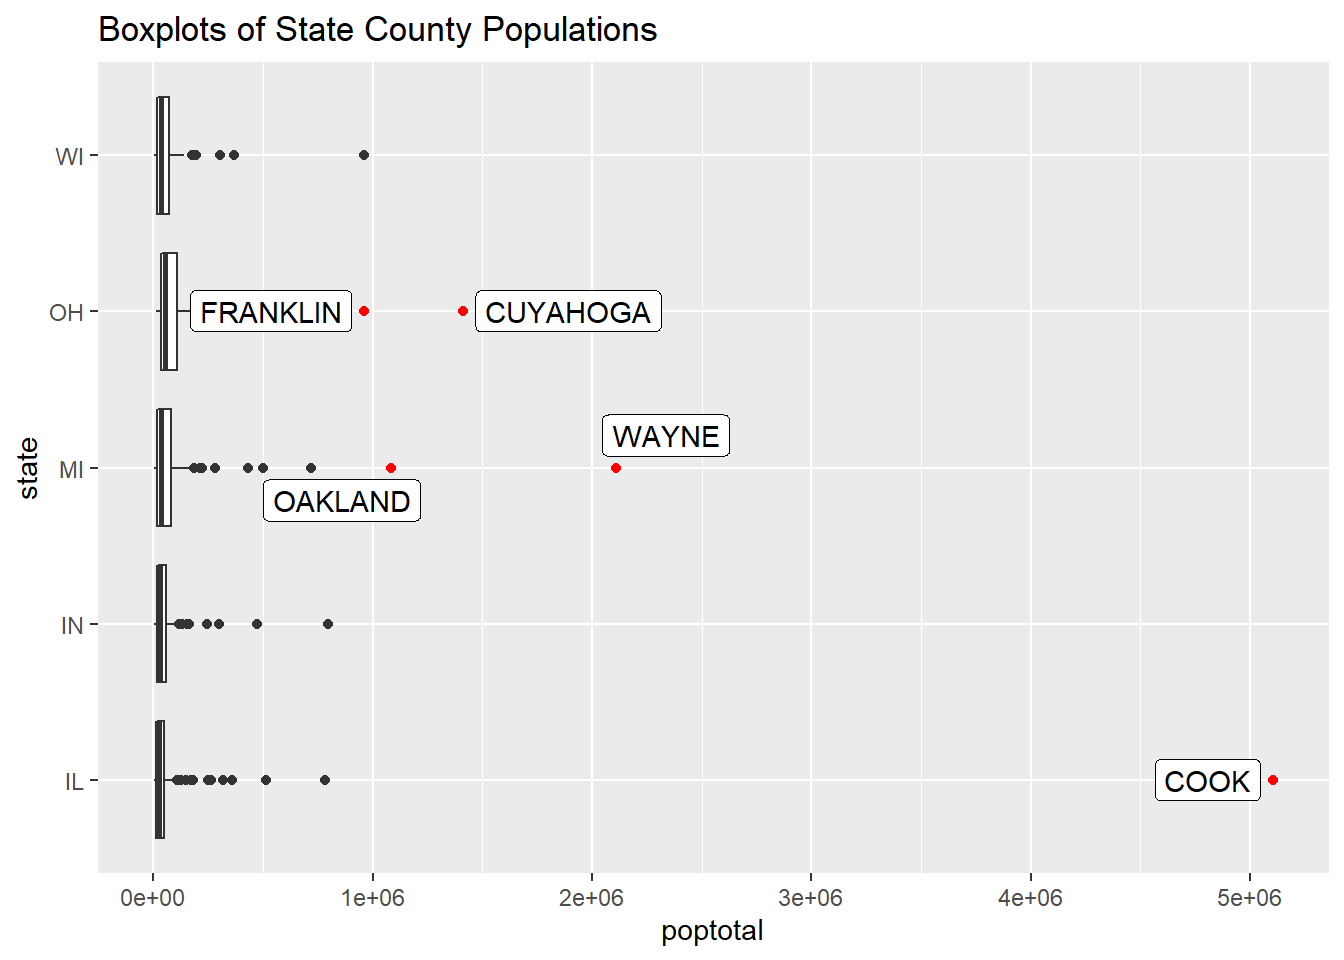 Boxplots of State County Populations
WI
OH
FRANKLIN
CUYAHOGA
WAYNE
MI
OAKLAND
IN
IL
COOK
state
0e+00 1e+06 2e+06 3e+06 4e+06 5e+06
poptotal